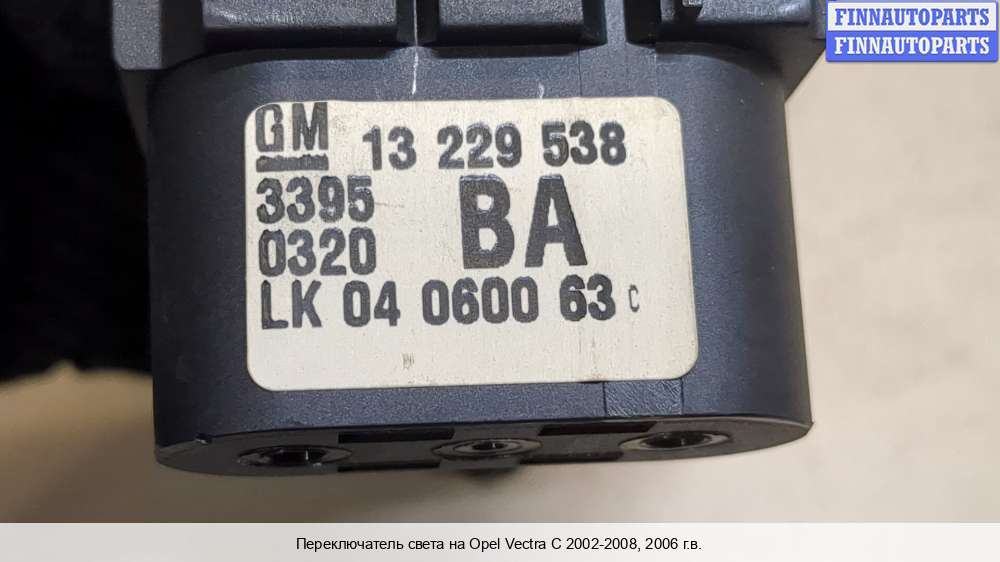 FINNAUTOPARTS
FINNAUTOPARTS
GM 13 229 538
3395 BA
0320
LK 04 0600 63 C
Переключатель света на Opel Vectra C 2002-2008, 2006 г.в.